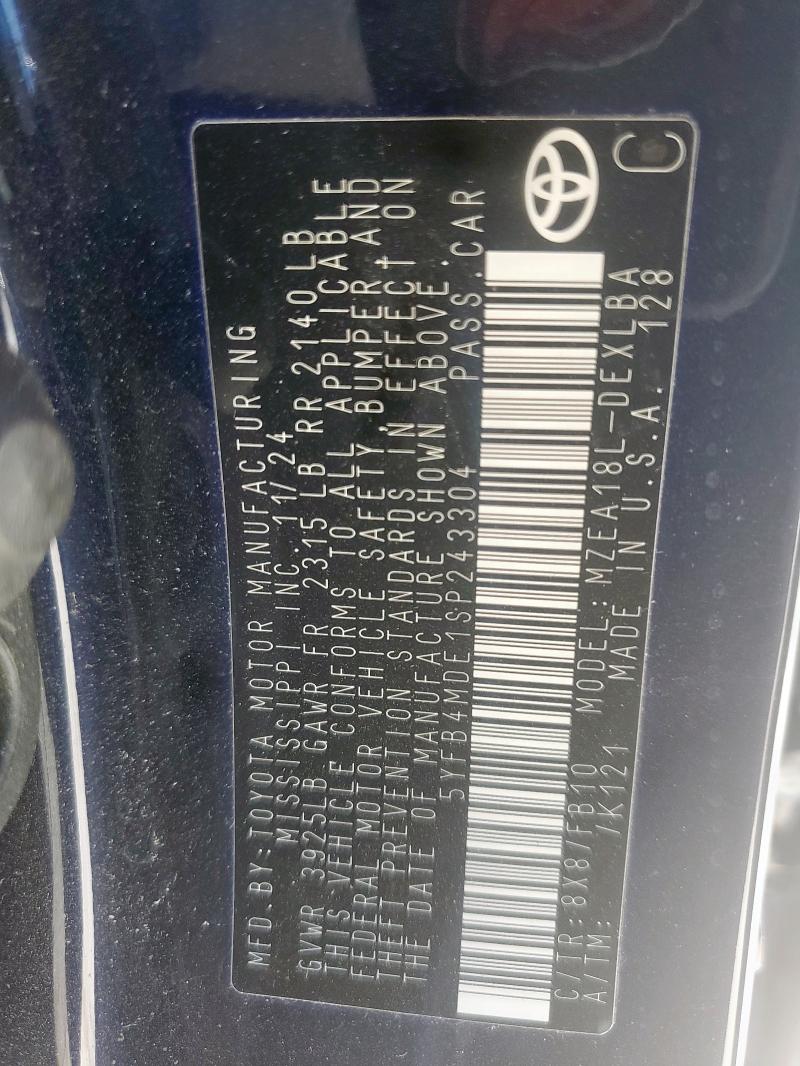 MFD.BY:TOYOTA MOTOR MANUFACTURING
MISSISSIPPI INC. 11/24
GVWR 3925LB GAWR FR 2315 LB RR 2140LB
THIS VEHICLE CONFORMS TO ALL APPLICABLE
FEDERAL MOTOR VEHICLE SAFETY, BUMPER AND
THEFT PREVENTION STANDARDS IN EFFECT ON
THE DATE OF MANUFACTURE SHOWN ABOVE.
5YFB4MDE1SP243304 PASS.CAR
C/TR:8X8/FB10 MODEL:MZEA18L-DEXLBA
A/TM: /K121 MADE IN U.S.A. 128
C